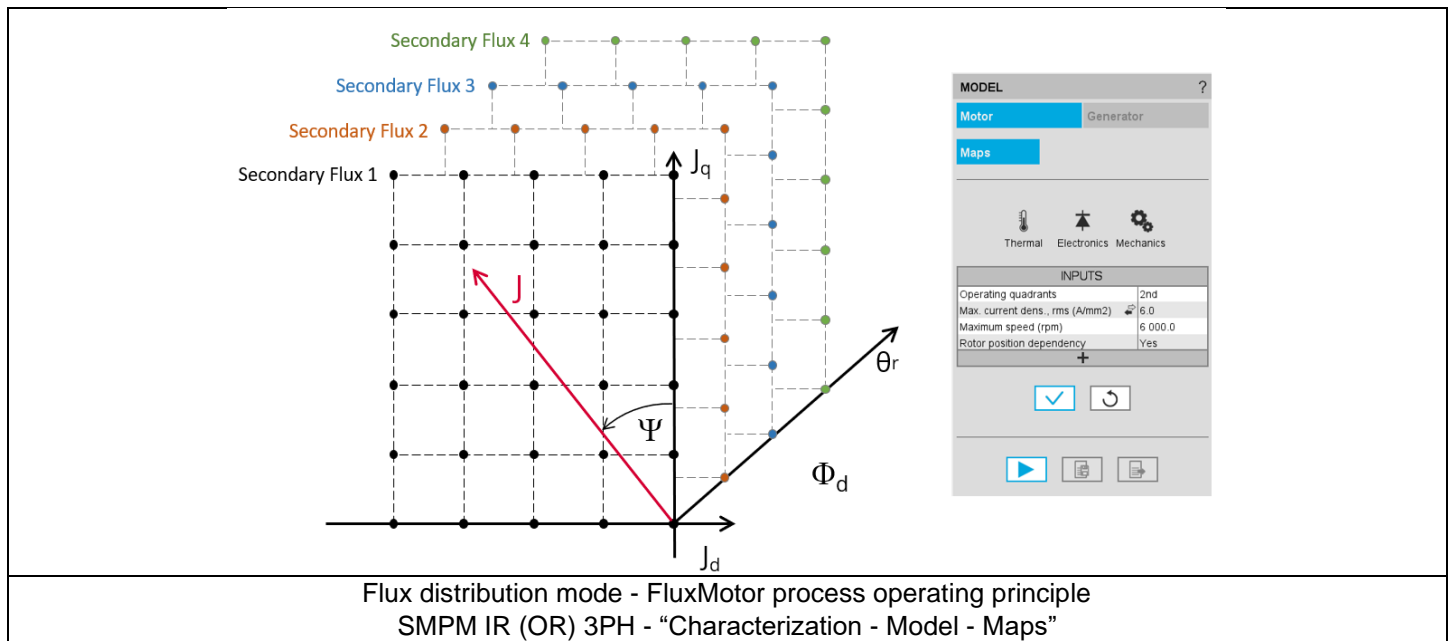 Secondary Flux 4
Secondary Flux 3
Secondary Flux 2
Secondary Flux 1
Jq
J
Ψ
θr
Φd
Jd
MODEL ?
Motor Generator
Maps
Thermal Electronics Mechanics
INPUTS
Operating quadrants 2nd
Max. current dens., rms (A/mm2) 6.0
Maximum speed (rpm) 6 000.0
Rotor position dependency Yes
+
Flux distribution mode - FluxMotor process operating principle
SMPM IR (OR) 3PH - “Characterization - Model - Maps”